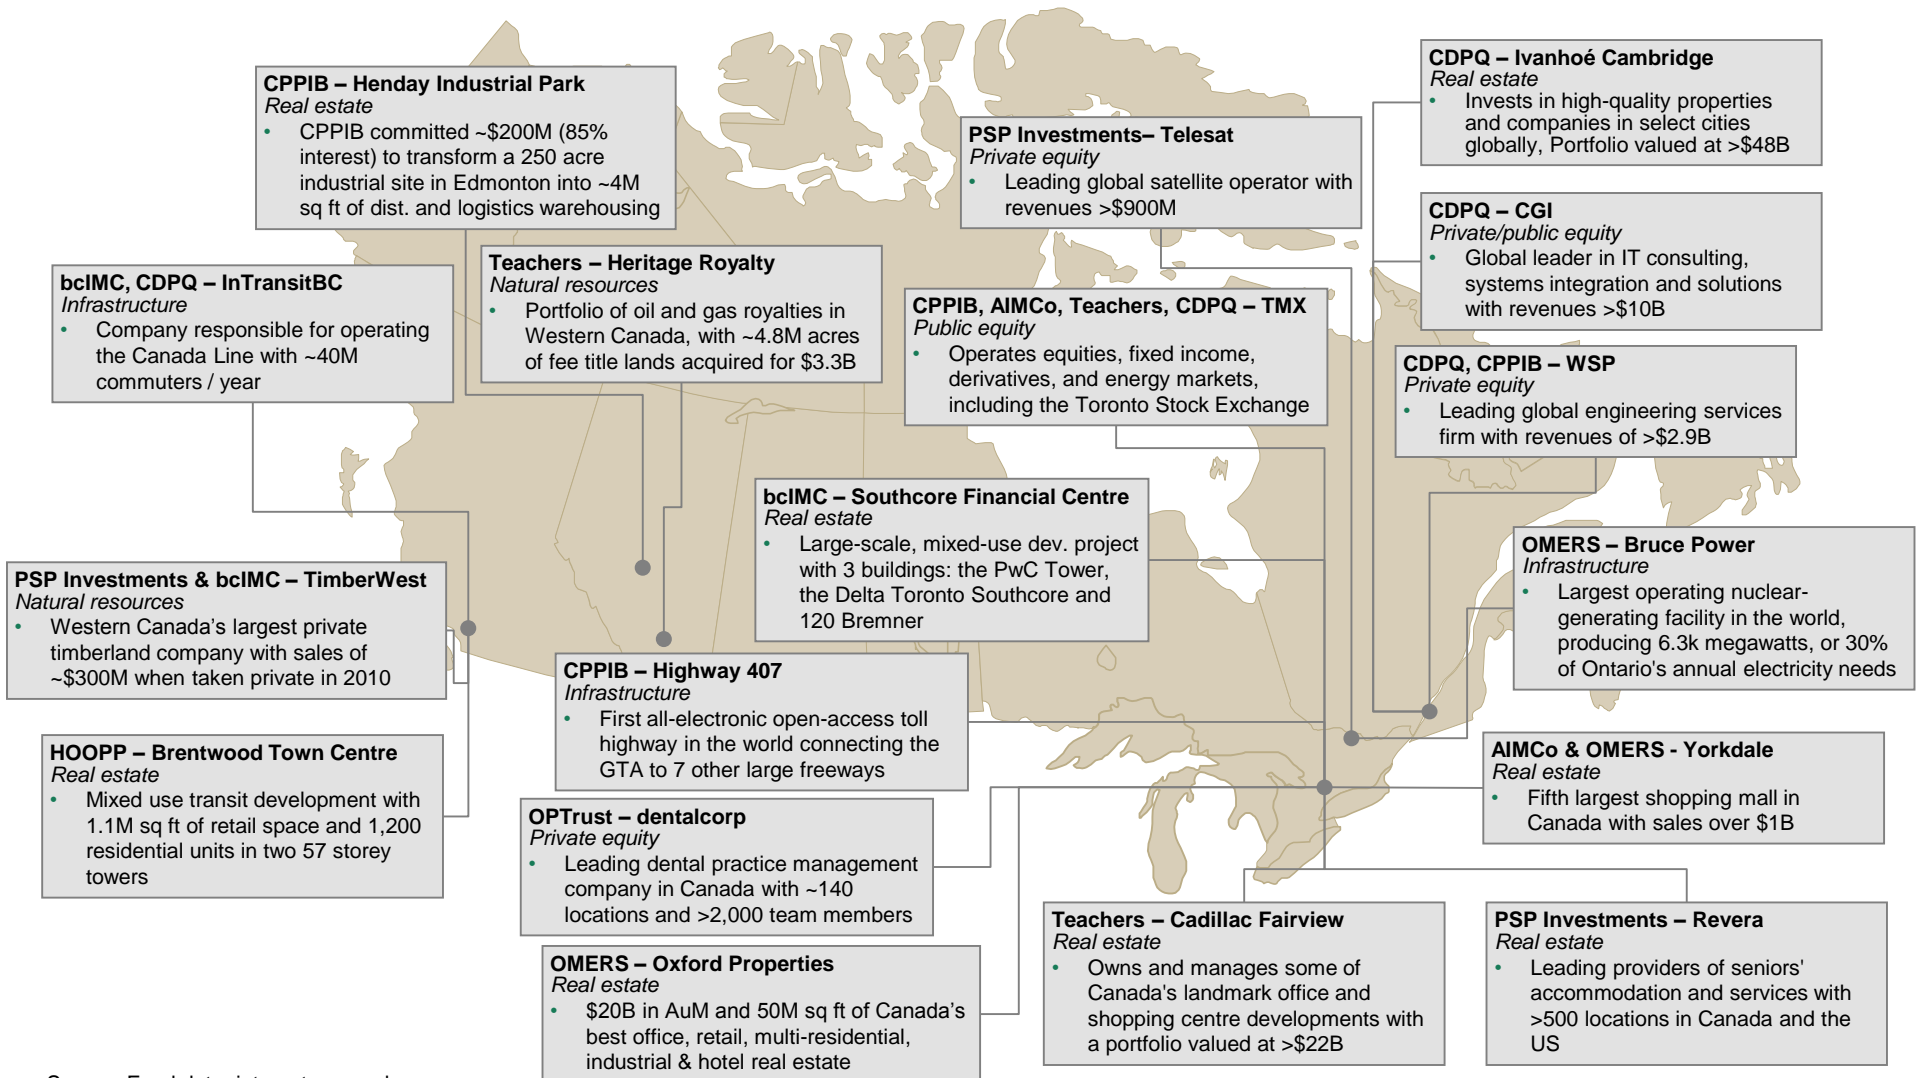 CPPIB – Henday Industrial Park
Real estate
• CPPIB committed ~$200M (85%
interest) to transform a 250 acre
industrial site in Edmonton into ~4M
sq ft of dist. and logistics warehousing
PSP Investments– Telesat
Private equity
• Leading global satellite operator with
revenues >$900M
CDPQ – Ivanhoé Cambridge
Real estate
• Invests in high-quality properties
and companies in select cities
globally, Portfolio valued at >$48B
CDPQ – CGI
Private/public equity
• Global leader in IT consulting,
systems integration and solutions
with revenues >$10B
bcIMC, CDPQ – InTransitBC
Infrastructure
• Company responsible for operating
the Canada Line with ~40M
commuters / year
Teachers – Heritage Royalty
Natural resources
• Portfolio of oil and gas royalties in
Western Canada, with ~4.8M acres
of fee title lands acquired for $3.3B
CPPIB, AIMCo, Teachers, CDPQ – TMX
Public equity
• Operates equities, fixed income,
derivatives, and energy markets,
including the Toronto Stock Exchange
CDPQ, CPPIB – WSP
Private equity
• Leading global engineering services
firm with revenues of >$2.9B
bcIMC – Southcore Financial Centre
Real estate
• Large-scale, mixed-use dev. project
with 3 buildings: the PwC Tower,
the Delta Toronto Southcore and
120 Bremner
OMERS – Bruce Power
Infrastructure
• Largest operating nuclear-
generating facility in the world,
producing 6.3k megawatts, or 30%
of Ontario's annual electricity needs
PSP Investments & bcIMC – TimberWest
Natural resources
• Western Canada's largest private
timberland company with sales of
~$300M when taken private in 2010
CPPIB – Highway 407
Infrastructure
• First all-electronic open-access toll
highway in the world connecting the
GTA to 7 other large freeways
HOOPP – Brentwood Town Centre
Real estate
• Mixed use transit development with
1.1M sq ft of retail space and 1,200
residential units in two 57 storey
towers
AIMCo & OMERS - Yorkdale
Real estate
• Fifth largest shopping mall in
Canada with sales over $1B
OPTrust – dentalcorp
Private equity
• Leading dental practice management
company in Canada with ~140
locations and >2,000 team members
Teachers – Cadillac Fairview
Real estate
• Owns and manages some of
Canada's landmark office and
shopping centre developments with
a portfolio valued at >$22B
PSP Investments – Revera
Real estate
• Leading providers of seniors'
accommodation and services with
>500 locations in Canada and the
US
OMERS – Oxford Properties
Real estate
• $20B in AuM and 50M sq ft of Canada's
best office, retail, multi-residential,
industrial & hotel real estate